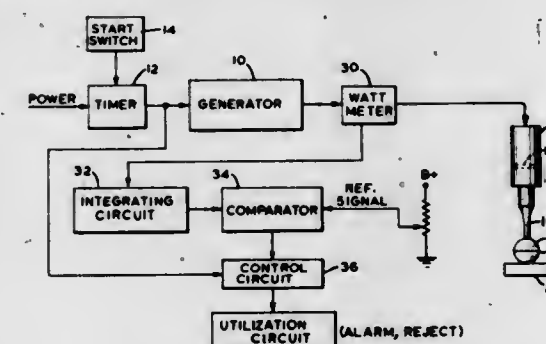 START
SWITCH
14
12
10
30
POWER
TIMER
GENERATOR
WATT
METER
32
34
REF.
SIGNAL
B+
INTEGRATING
CIRCUIT
COMPARATOR
CONTROL
CIRCUIT
36
UTILIZATION
CIRCUIT
(ALARM, REJECT)